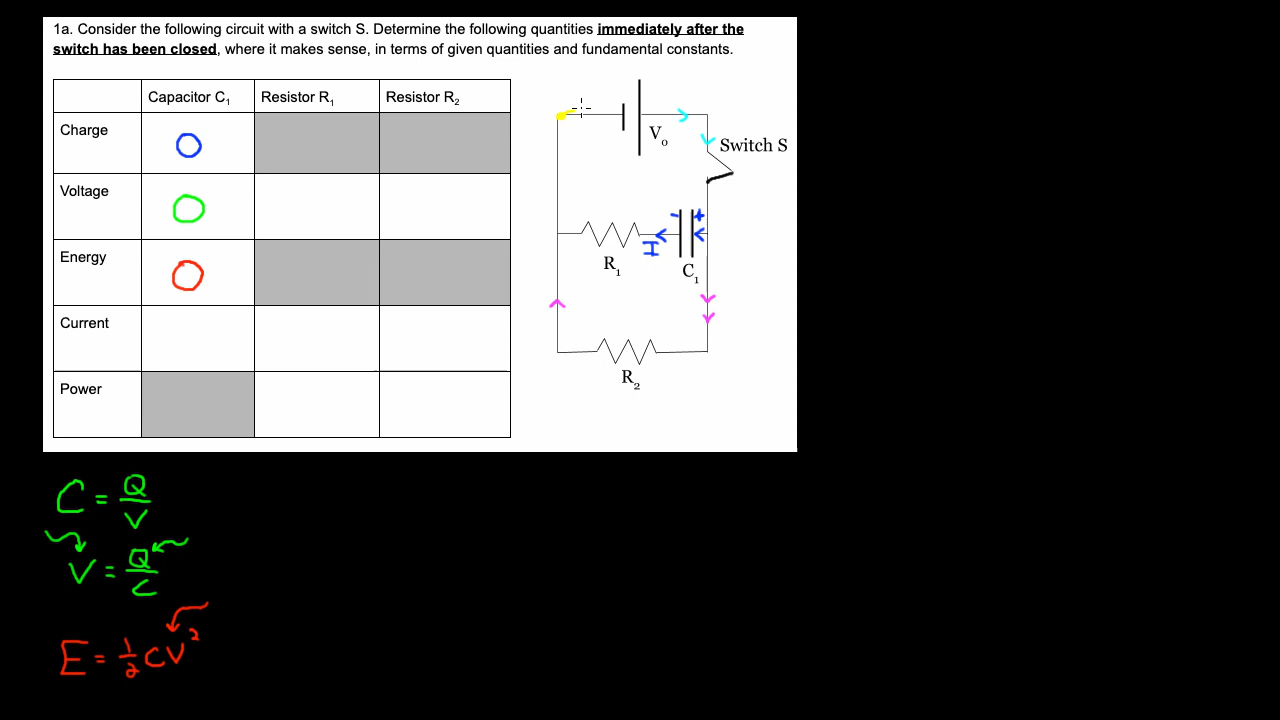 1a. Consider the following circuit with a switch S. Determine the following quantities immediately after the
switch has been closed, where it makes sense, in terms of given quantities and fundamental constants.
Capacitor C₁ Resistor R₁ Resistor R₂
Charge O
Voltage O
Energy O
Current
Power
V₀
Switch S
- +
I
R₁ C₁
R₂
C = Q/V
V = Q/C
E = ½CV²